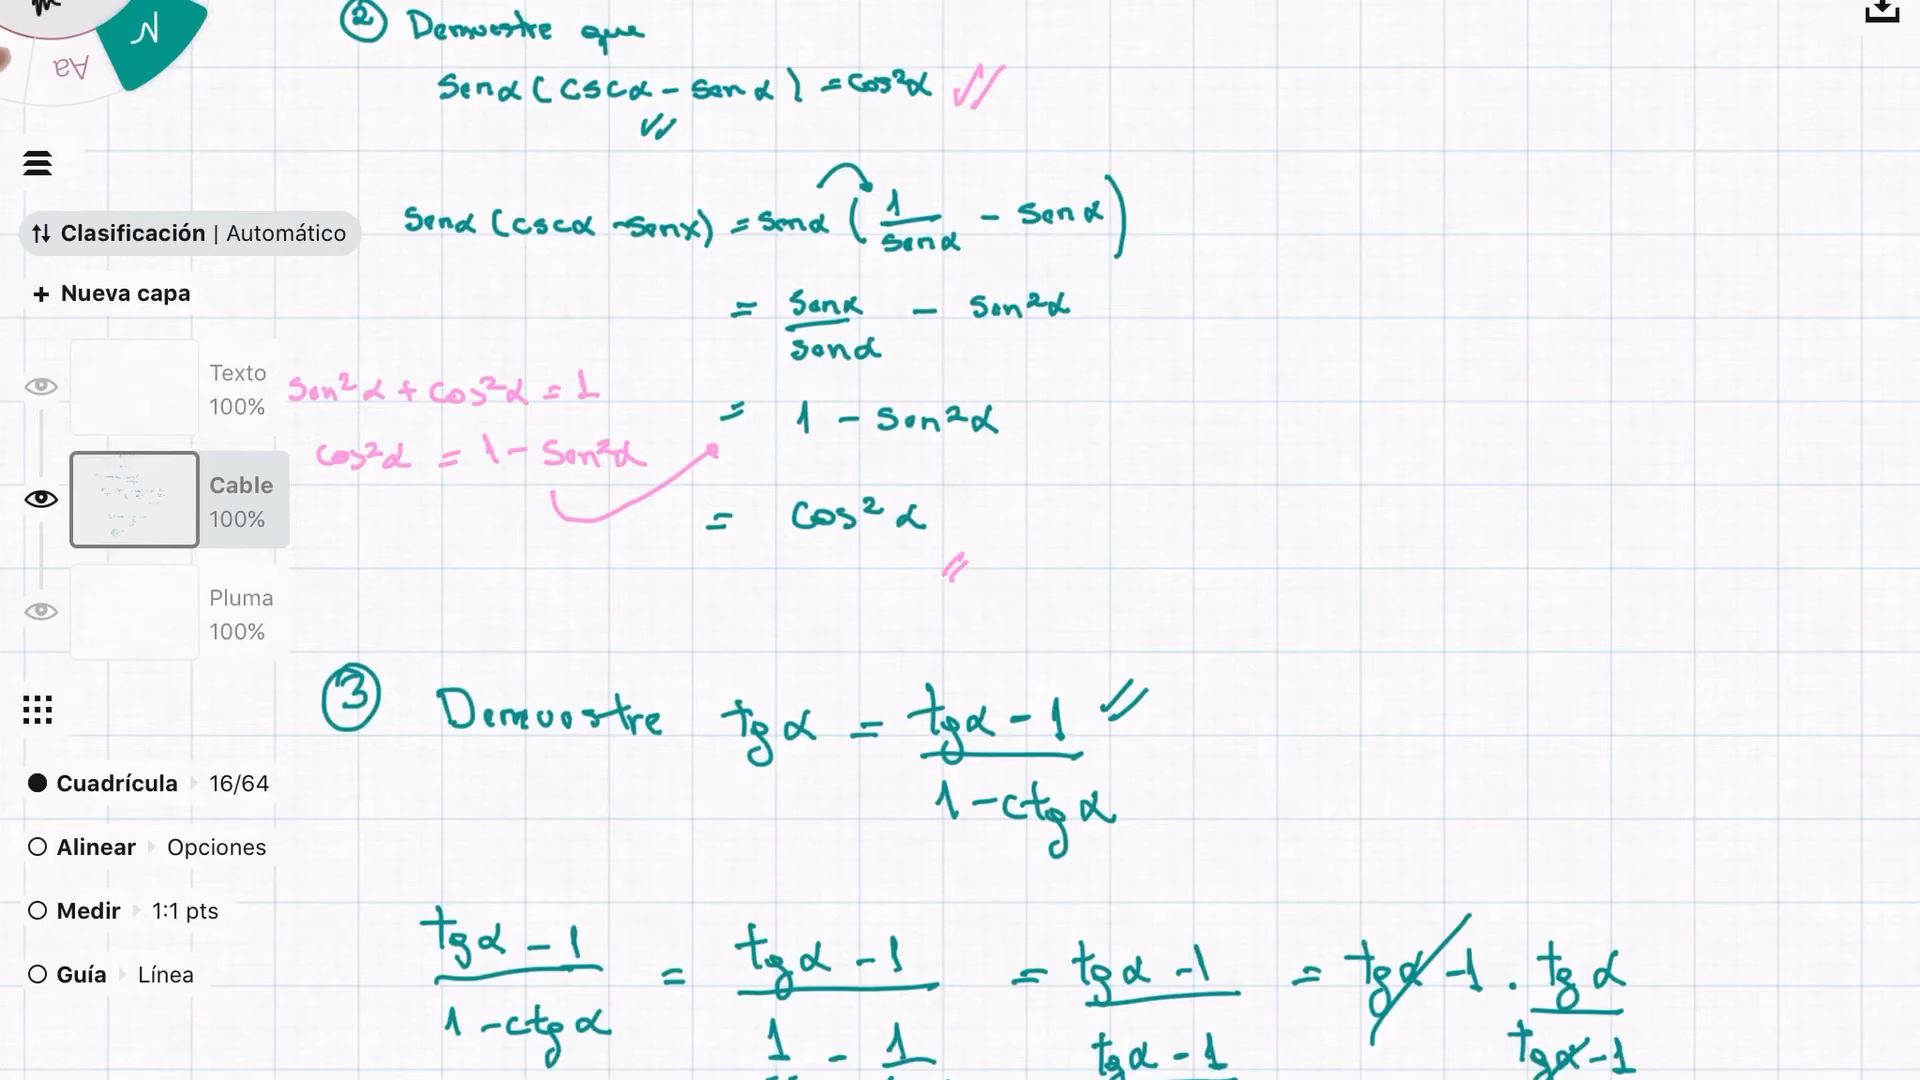 ② Demuestre que
Aa
senα (cscα - senα) = cos²α
senα (cscα - senx) = senα (1/senα - senα)
Clasificación | Automático
= senα/senα - sen²α
+ Nueva capa
Texto
100%
sen²α + cos²α = 1
= 1 - sen²α
cos²α = 1 - sen²α
Cable
100%
= cos²α
Pluma
100%
③ Demuestre tgα = (tgα - 1)/(1 - ctgα)
Cuadrícula 16/64
Alinear Opciones
Medir 1:1 pts
Guía Línea
tgα - 1 = tgα - 1 = tgα - 1 = tgα - 1 . tgα
1 - ctgα 1 - 1 tgα - 1 tgα - 1